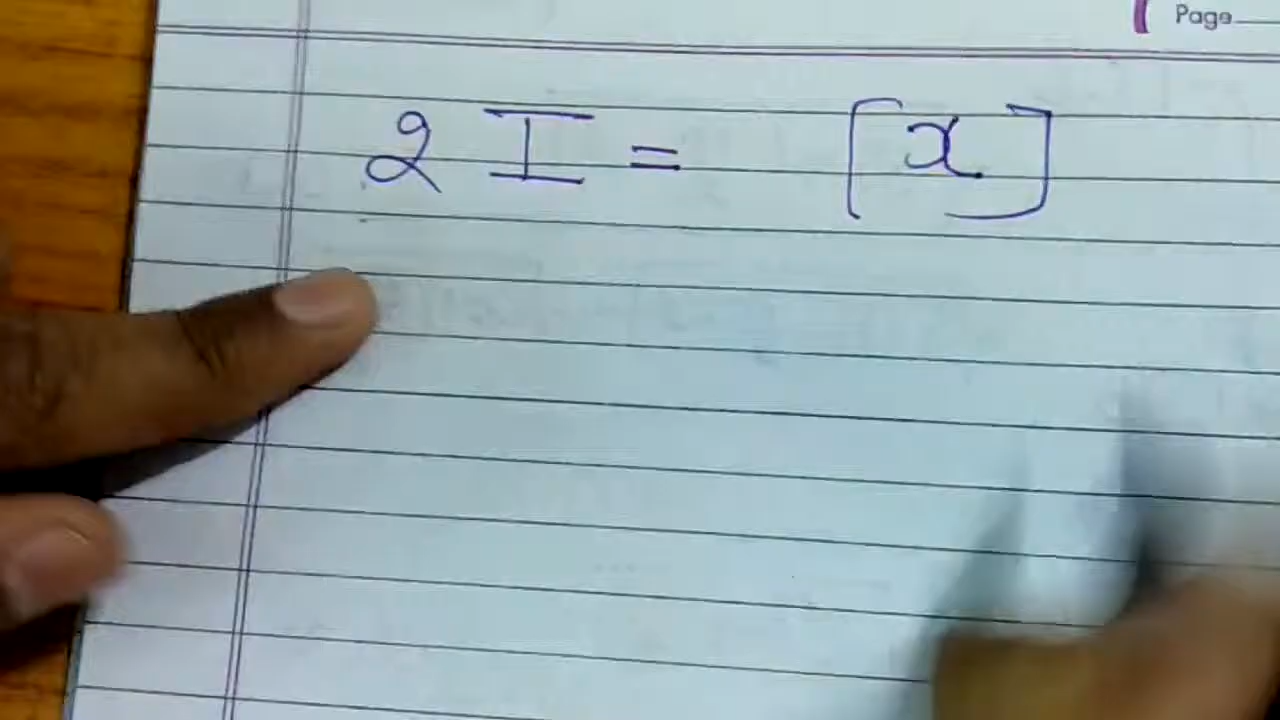 Page
2 I = [x]